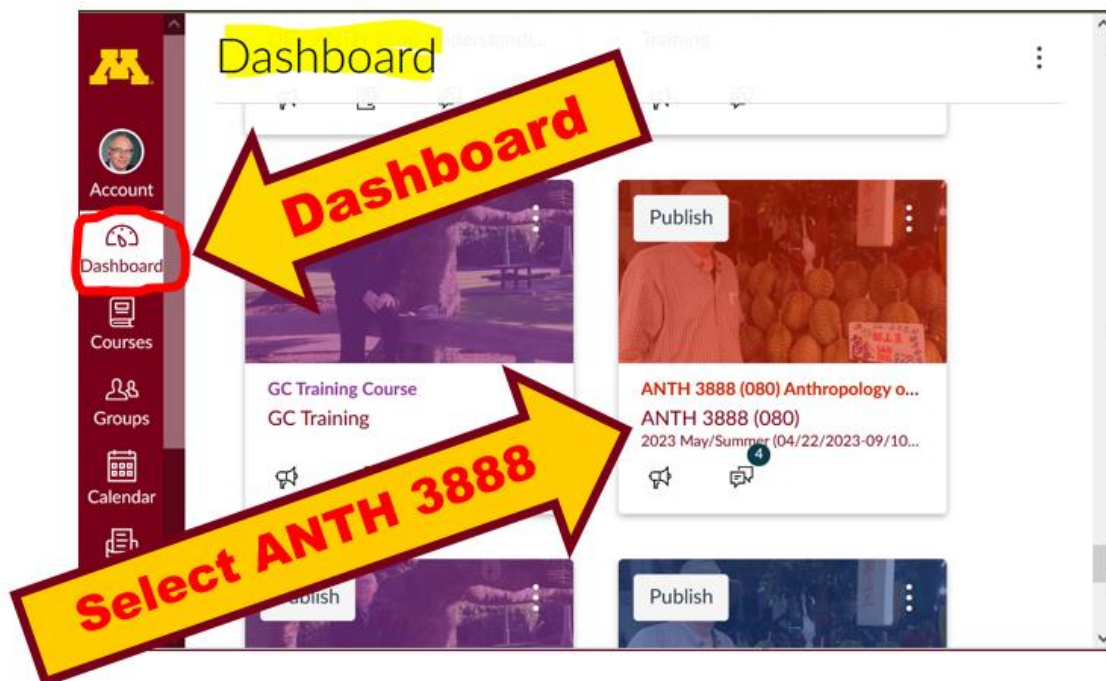 M
Dashboard
Training
Account
Dashboard
Dashboard
Courses
Groups
Calendar
Publish
GC Training Course
GC Training
ANTH 3888 (080) Anthropology o...
ANTH 3888 (080)
2023 May/Summer (04/22/2023-09/10...
4
Select ANTH 3888
Publish